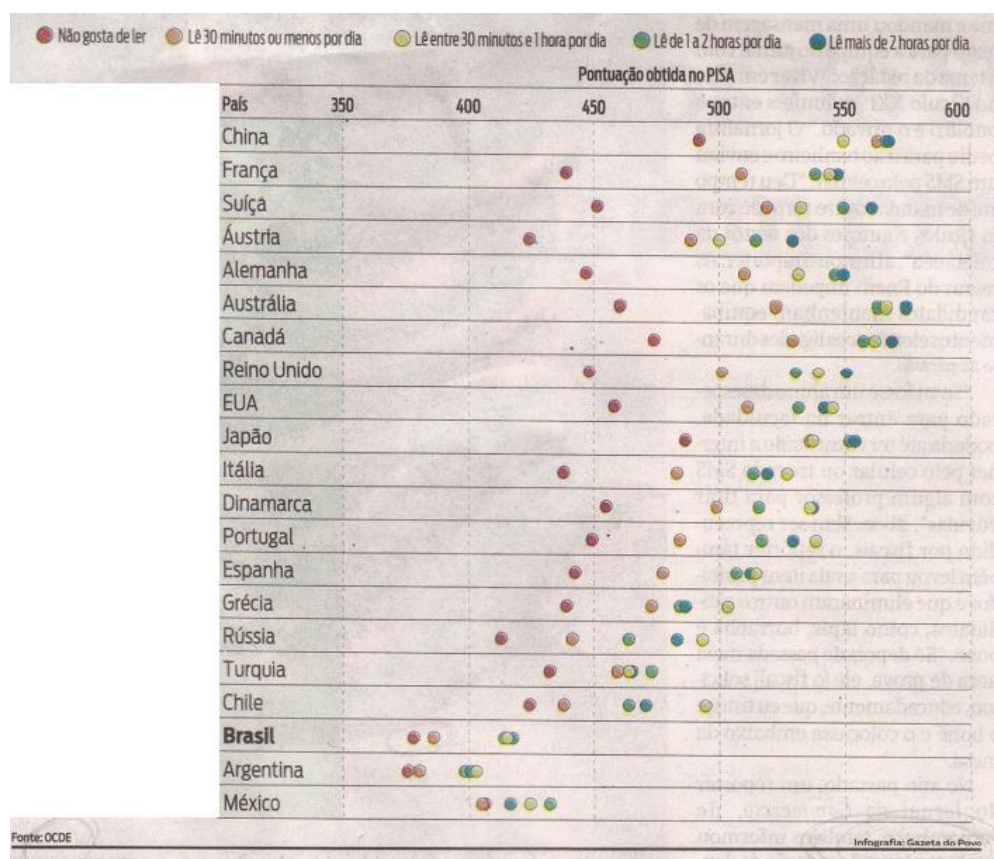 Não gosta de ler Lê 30 minutos ou menos por dia Lê entre 30 minutos e 1 hora por dia Lê de 1 a 2 horas por dia Lê mais de 2 horas por dia
Pontuação obtida no PISA
País 350 400 450 500 550 600
China
França
Suíça
Áustria
Alemanha
Austrália
Canadá
Reino Unido
EUA
Japão
Itália
Dinamarca
Portugal
Espanha
Grécia
Rússia
Turquia
Chile
Brasil
Argentina
México
Fonte: OCDE Infografia: Gazeta do Povo